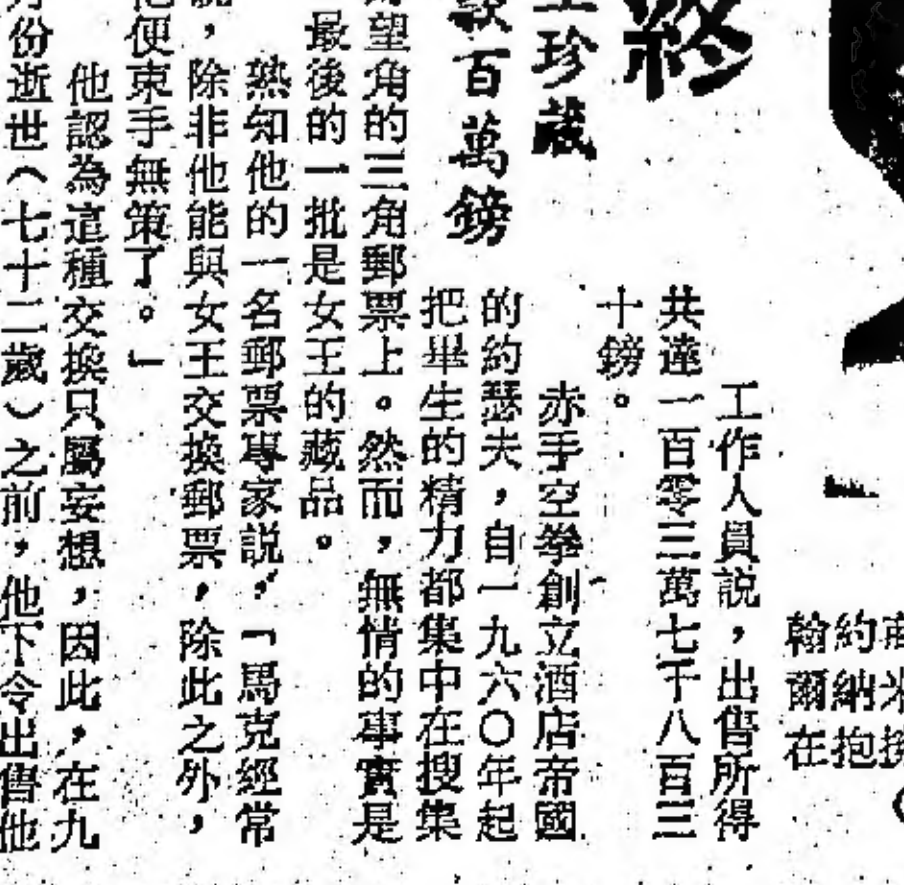 約納抱
翰爾在
終
珍藏
款百萬鎊
工作人員說，出售所得
共達一百零三萬七千八百三
十鎊。
赤手空拳創立酒店帝國
的約瑟夫，自一九六〇年起
把畢生的精力都集中在搜集
望角的三角郵票上。然而，無情的事實是
最後的一批是女王的藏品。
熟知他的一名郵票專家說，「馬克經常
說，除非他能與女王交換郵票，除此之外，
他便束手無策了。」
他認為這種交換只屬妄想，因此，在九
月份逝世（七十二歲）之前，他下令出售他